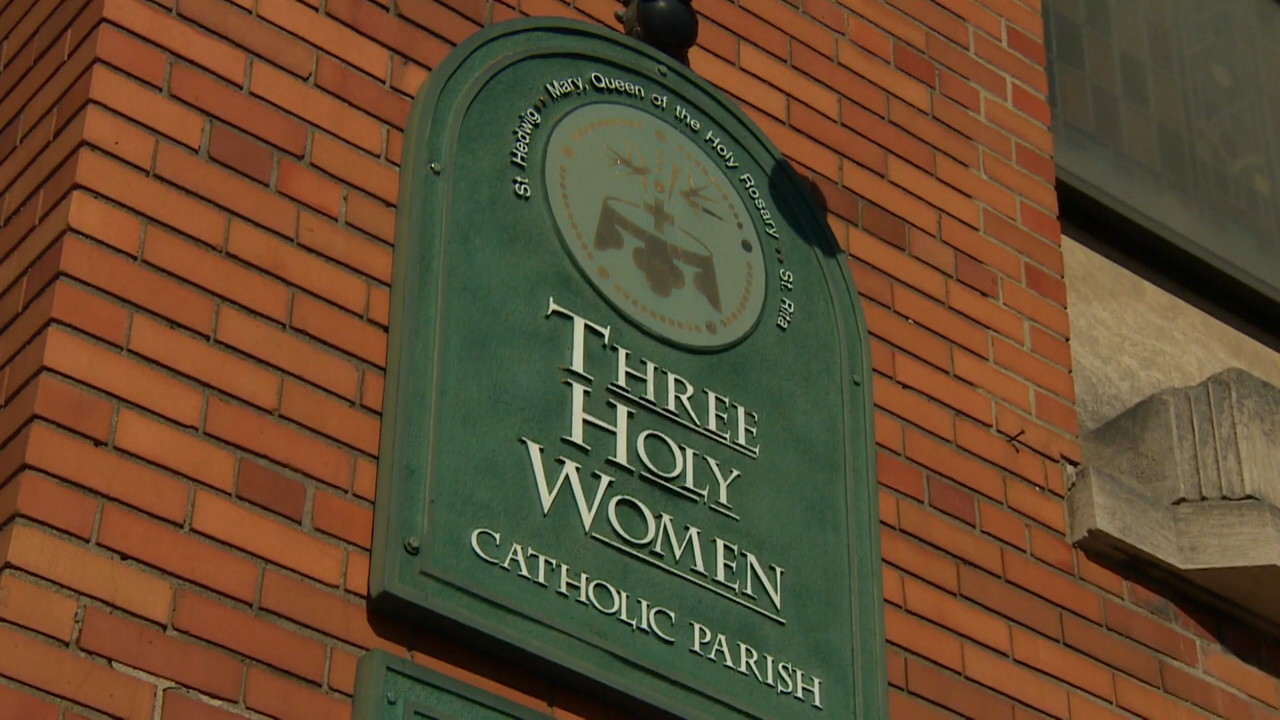 St. Hedwig · Mary, Queen of the Holy Rosary · St. Rita
THREE
HOLY
WOMEN
CATHOLIC PARISH